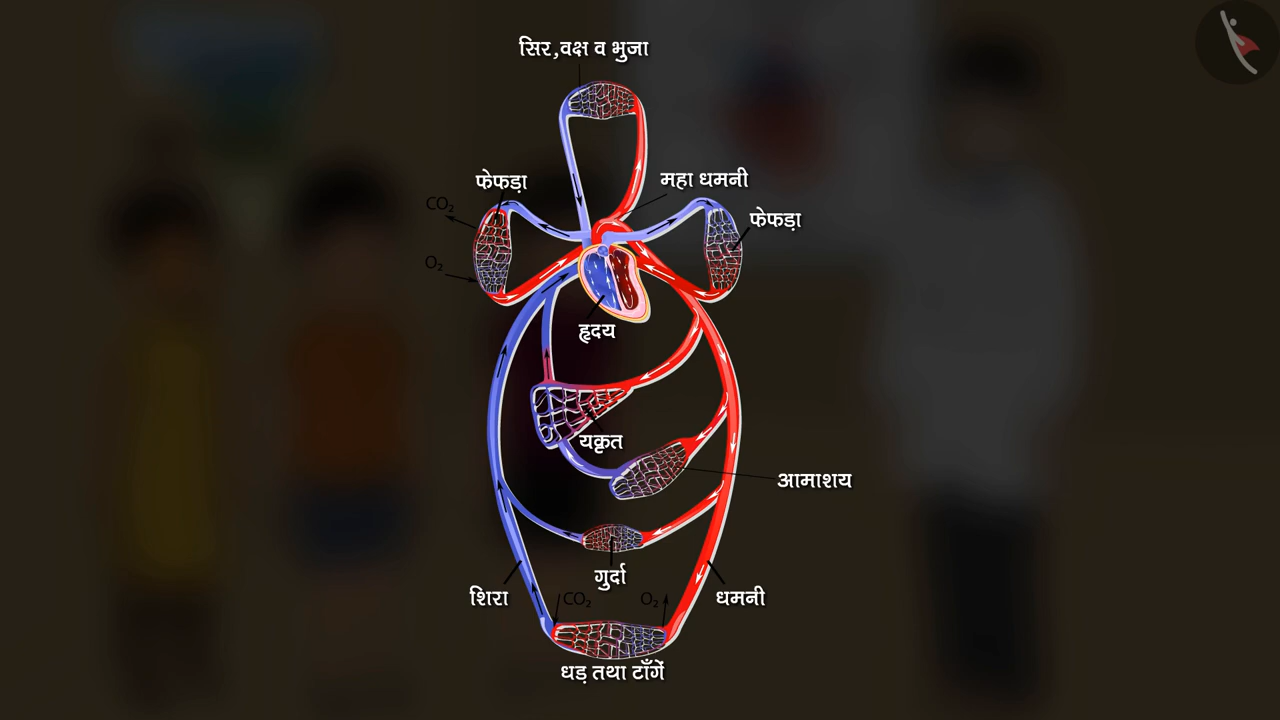 सिर,वक्ष व भुजा
फेफड़ा
महा धमनी
CO₂
फेफड़ा
O₂
हृदय
यकृत
आमाशय
गुर्दा
शिरा
CO₂
O₂
धमनी
धड़ तथा टाँगें